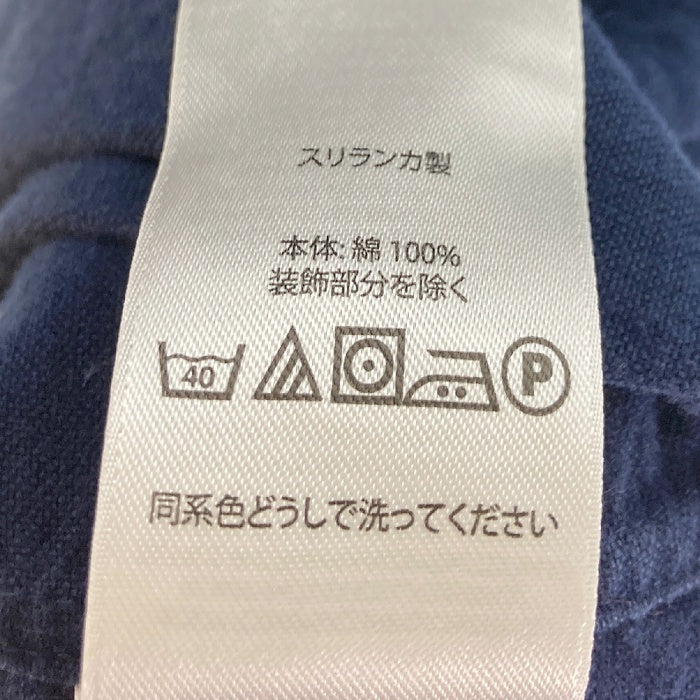 スリランカ製
本体: 綿 100%
装飾部分を除く
40 P
同系色どうしで洗ってください